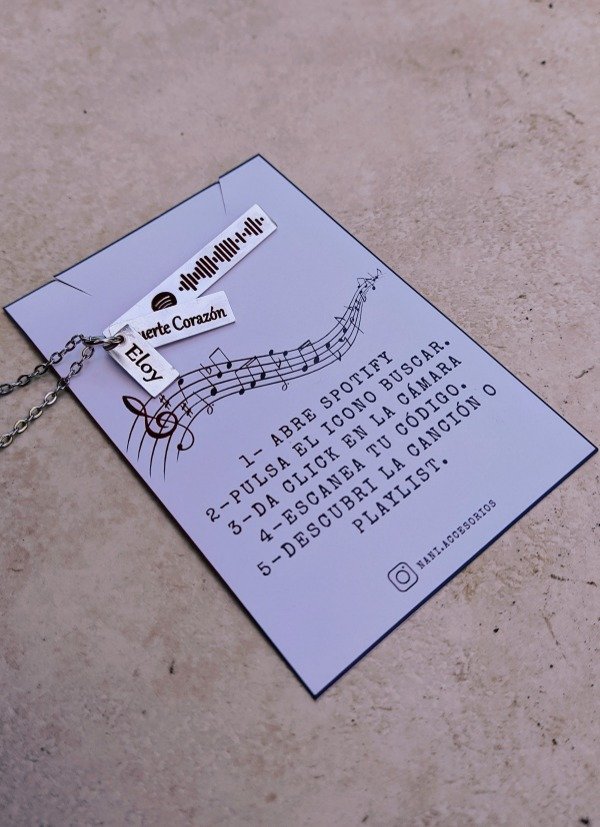 Corazón
Eloy
1- ABRE SPOTIFY
2-PULSA EL ICONO BUSCAR.
3-DA CLICK EN LA CÁMARA
4-ESCANEA TU CÓDIGO.
5-DESCUBRI LA CANCIÓN O
PLAYLIST.
NANI.ACCESORIOS